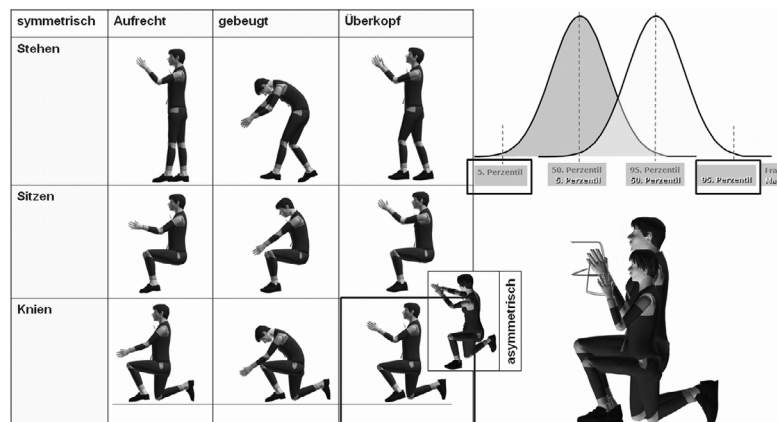 symmetrisch Aufrecht gebeugt Überkopf
Stehen
Sitzen
Knien
asymmetrisch
5. Perzentil
50. Perzentil
5. Perzentil
95. Perzentil
50. Perzentil
95. Perzentil